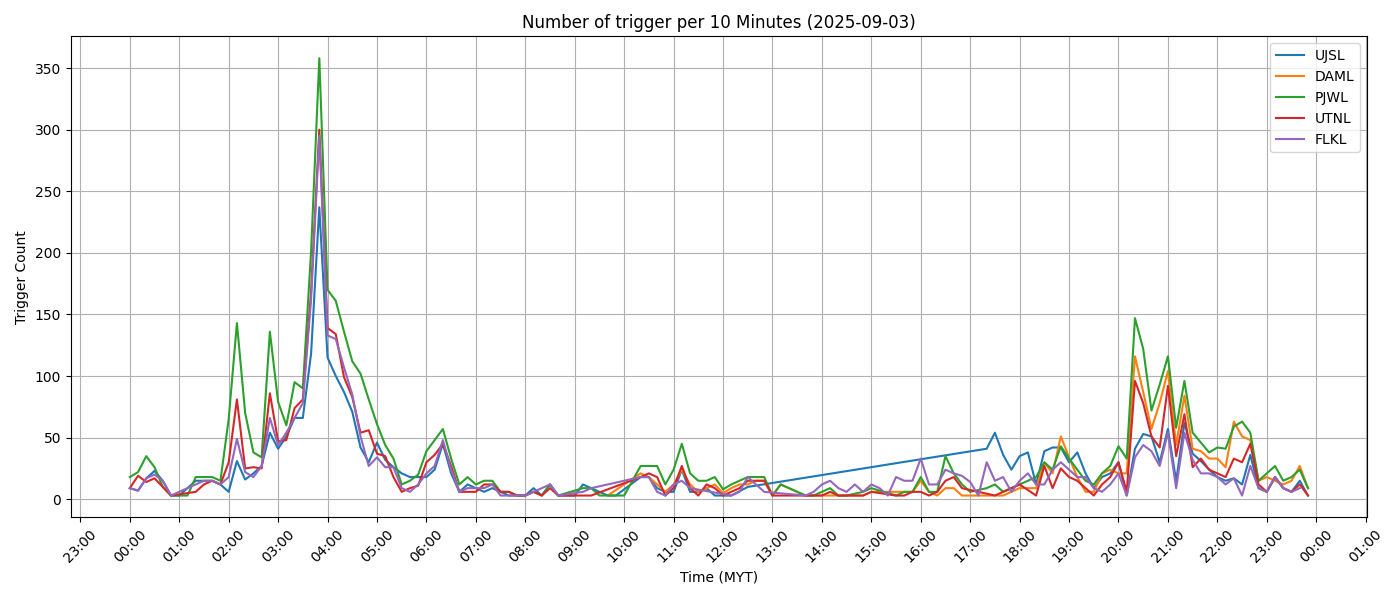 Number of trigger per 10 Minutes (2025-09-03)
UJSL
DAML
PJWL
UTNL
FLKL
Trigger Count
350
300
250
200
150
100
50
0
23:00 00:00 01:00 02:00 03:00 04:00 05:00 06:00 07:00 08:00 09:00 10:00 11:00 12:00 13:00 14:00 15:00 16:00 17:00 18:00 19:00 20:00 21:00 22:00 23:00 00:00 01:00
Time (MYT)